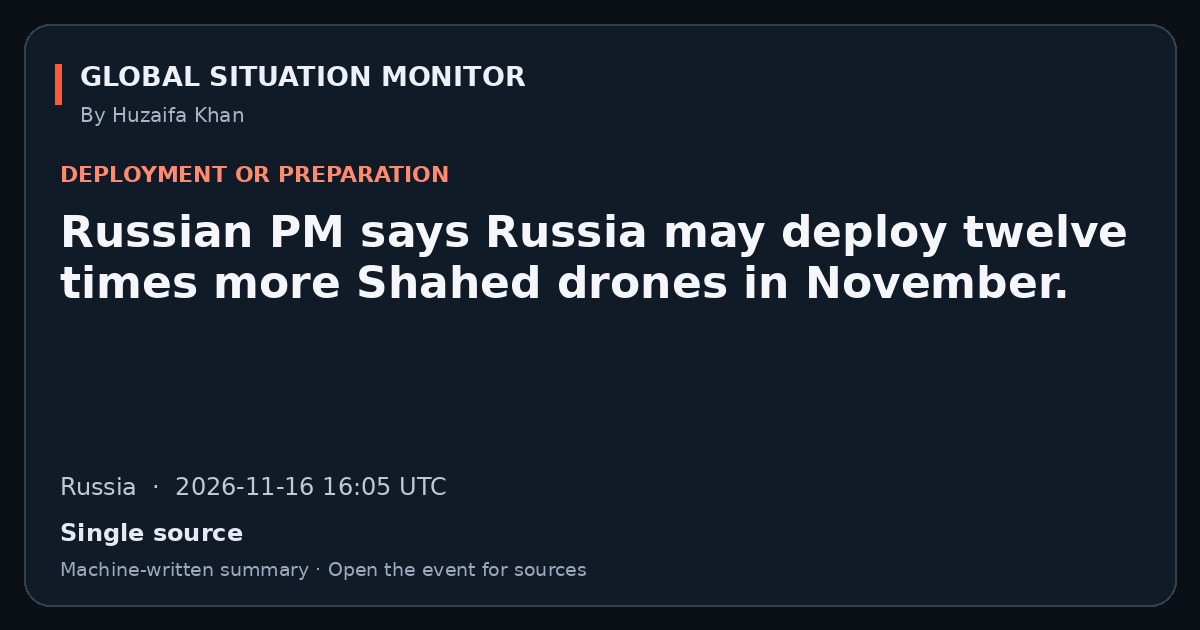 GLOBAL SITUATION MONITOR
By Huzaifa Khan
DEPLOYMENT OR PREPARATION
Russian PM says Russia may deploy twelve
times more Shahed drones in November.
Russia · 2026-11-16 16:05 UTC
Single source
Machine-written summary · Open the event for sources